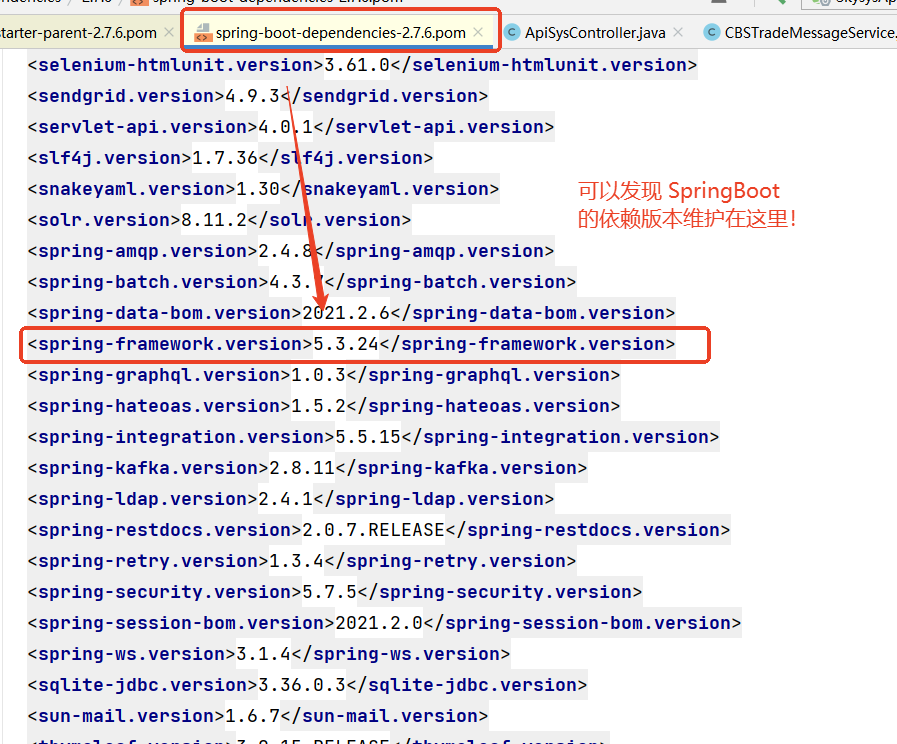 starter-parent-2.7.6.pom
spring-boot-dependencies-2.7.6.pom
ApiSysController.java
CBSTradeMessageService.
<selenium-htmlunit.version>3.61.0</selenium-htmlunit.version>
<sendgrid.version>4.9.3</sendgrid.version>
<servlet-api.version>4.0.1</servlet-api.version>
<slf4j.version>1.7.36</slf4j.version>
<snakeyaml.version>1.30</snakeyaml.version>
可以发现 SpringBoot
的依赖版本维护在这里!
<solr.version>8.11.2</solr.version>
<spring-amqp.version>2.4.8</spring-amqp.version>
<spring-batch.version>4.3.7</spring-batch.version>
<spring-data-bom.version>2021.2.6</spring-data-bom.version>
<spring-framework.version>5.3.24</spring-framework.version>
<spring-graphql.version>1.0.3</spring-graphql.version>
<spring-hateoas.version>1.5.2</spring-hateoas.version>
<spring-integration.version>5.5.15</spring-integration.version>
<spring-kafka.version>2.8.11</spring-kafka.version>
<spring-ldap.version>2.4.1</spring-ldap.version>
<spring-restdocs.version>2.0.7.RELEASE</spring-restdocs.version>
<spring-retry.version>1.3.4</spring-retry.version>
<spring-security.version>5.7.5</spring-security.version>
<spring-session-bom.version>2021.2.0</spring-session-bom.version>
<spring-ws.version>3.1.4</spring-ws.version>
<sqlite-jdbc.version>3.36.0.3</sqlite-jdbc.version>
<sun-mail.version>1.6.7</sun-mail.version>